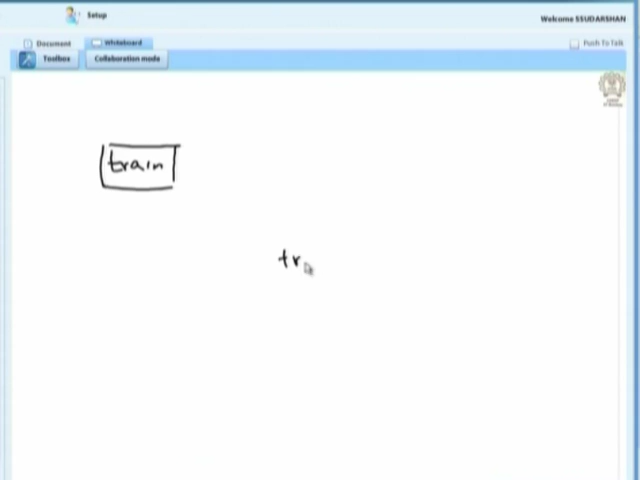 Setup
Welcome SSUDARSHAN
Document Whiteboard
Push To Talk
Toolbox Collaboration mode
train
tr